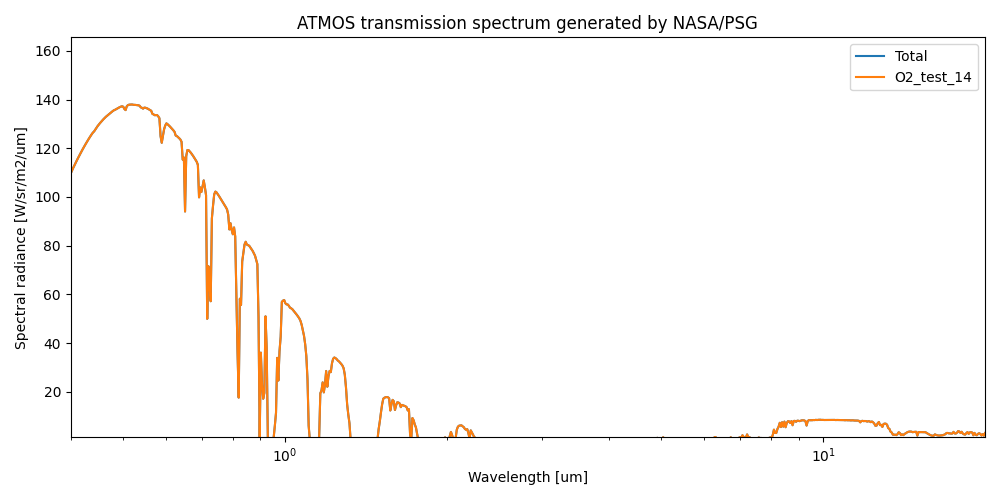 ATMOS transmission spectrum generated by NASA/PSG
Total
O2_test_14
Spectral radiance [W/sr/m2/um]
160
140
120
100
80
60
40
20
10^0
10^1
Wavelength [um]